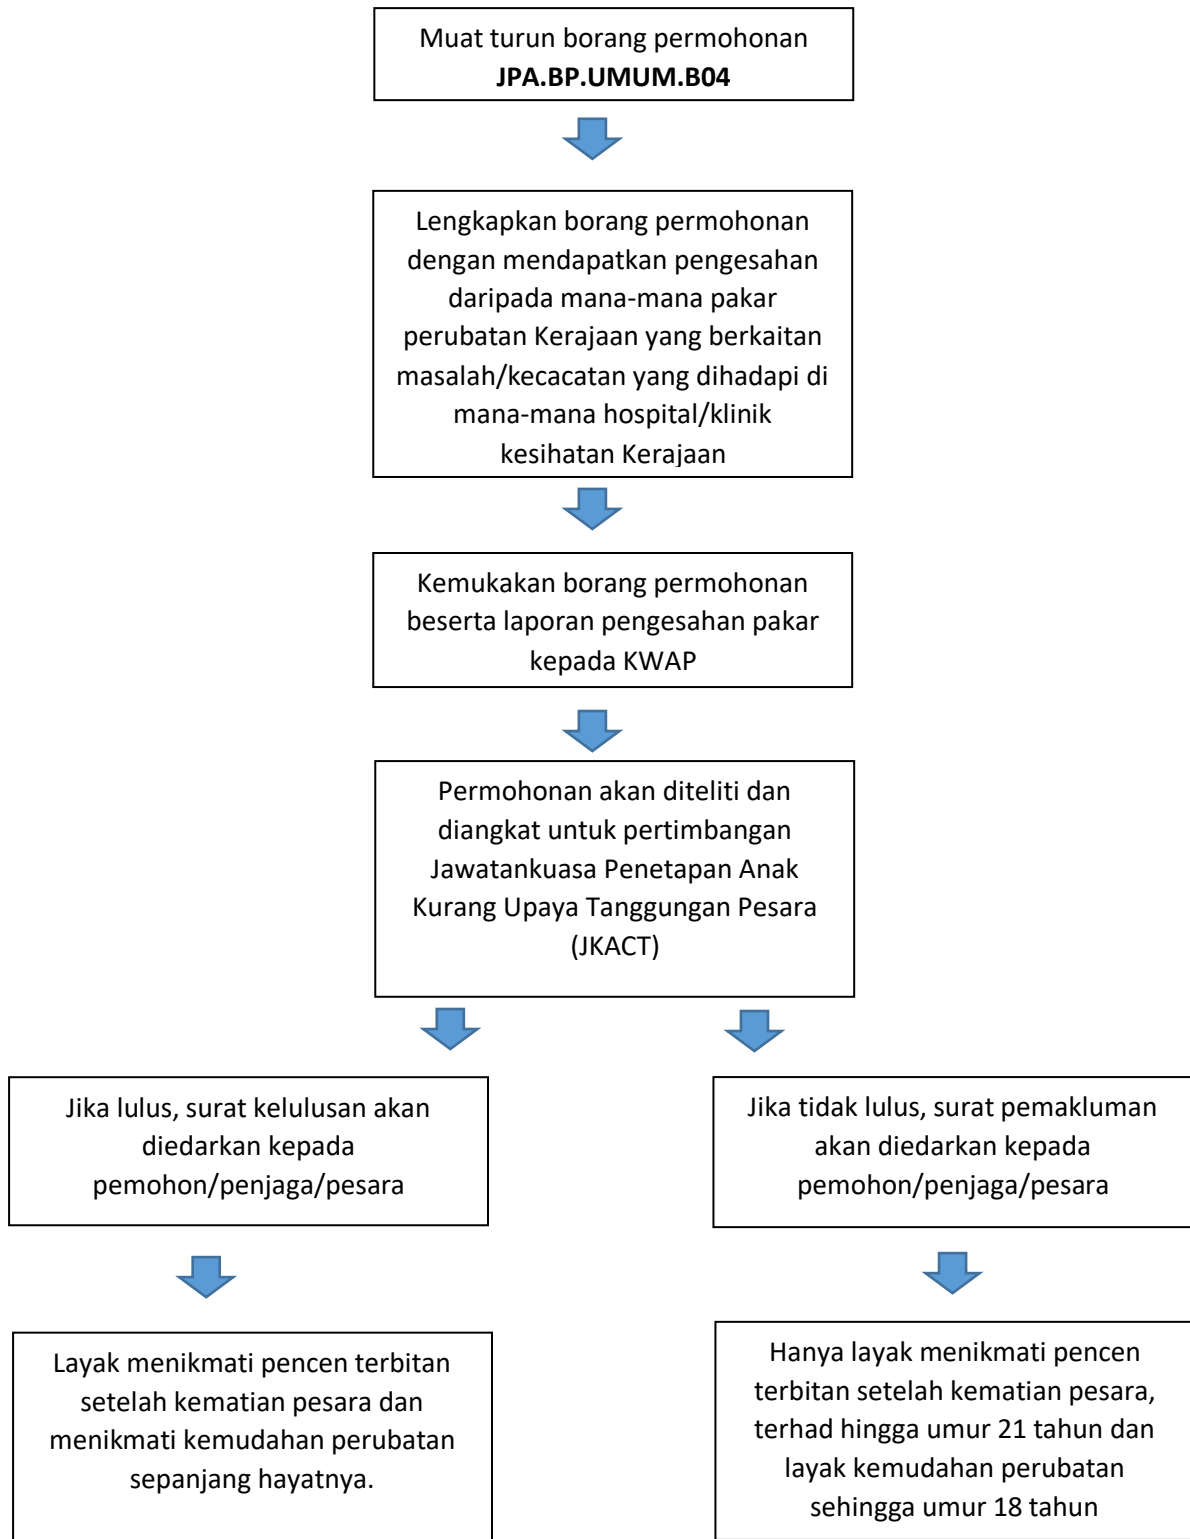 Muat turun borang permohonan
JPA.BP.UMUM.B04
Lengkapkan borang permohonan
dengan mendapatkan pengesahan
daripada mana-mana pakar
perubatan Kerajaan yang berkaitan
masalah/kecacatan yang dihadapi di
mana-mana hospital/klinik
kesihatan Kerajaan
Kemukakan borang permohonan
beserta laporan pengesahan pakar
kepada KWAP
Permohonan akan diteliti dan
diangkat untuk pertimbangan
Jawatankuasa Penetapan Anak
Kurang Upaya Tanggungan Pesara
(JKACT)
Jika lulus, surat kelulusan akan
diedarkan kepada
pemohon/penjaga/pesara
Jika tidak lulus, surat pemakluman
akan diedarkan kepada
pemohon/penjaga/pesara
Layak menikmati pencen terbitan
setelah kematian pesara dan
menikmati kemudahan perubatan
sepanjang hayatnya.
Hanya layak menikmati pencen
terbitan setelah kematian pesara,
terhad hingga umur 21 tahun dan
layak kemudahan perubatan
sehingga umur 18 tahun